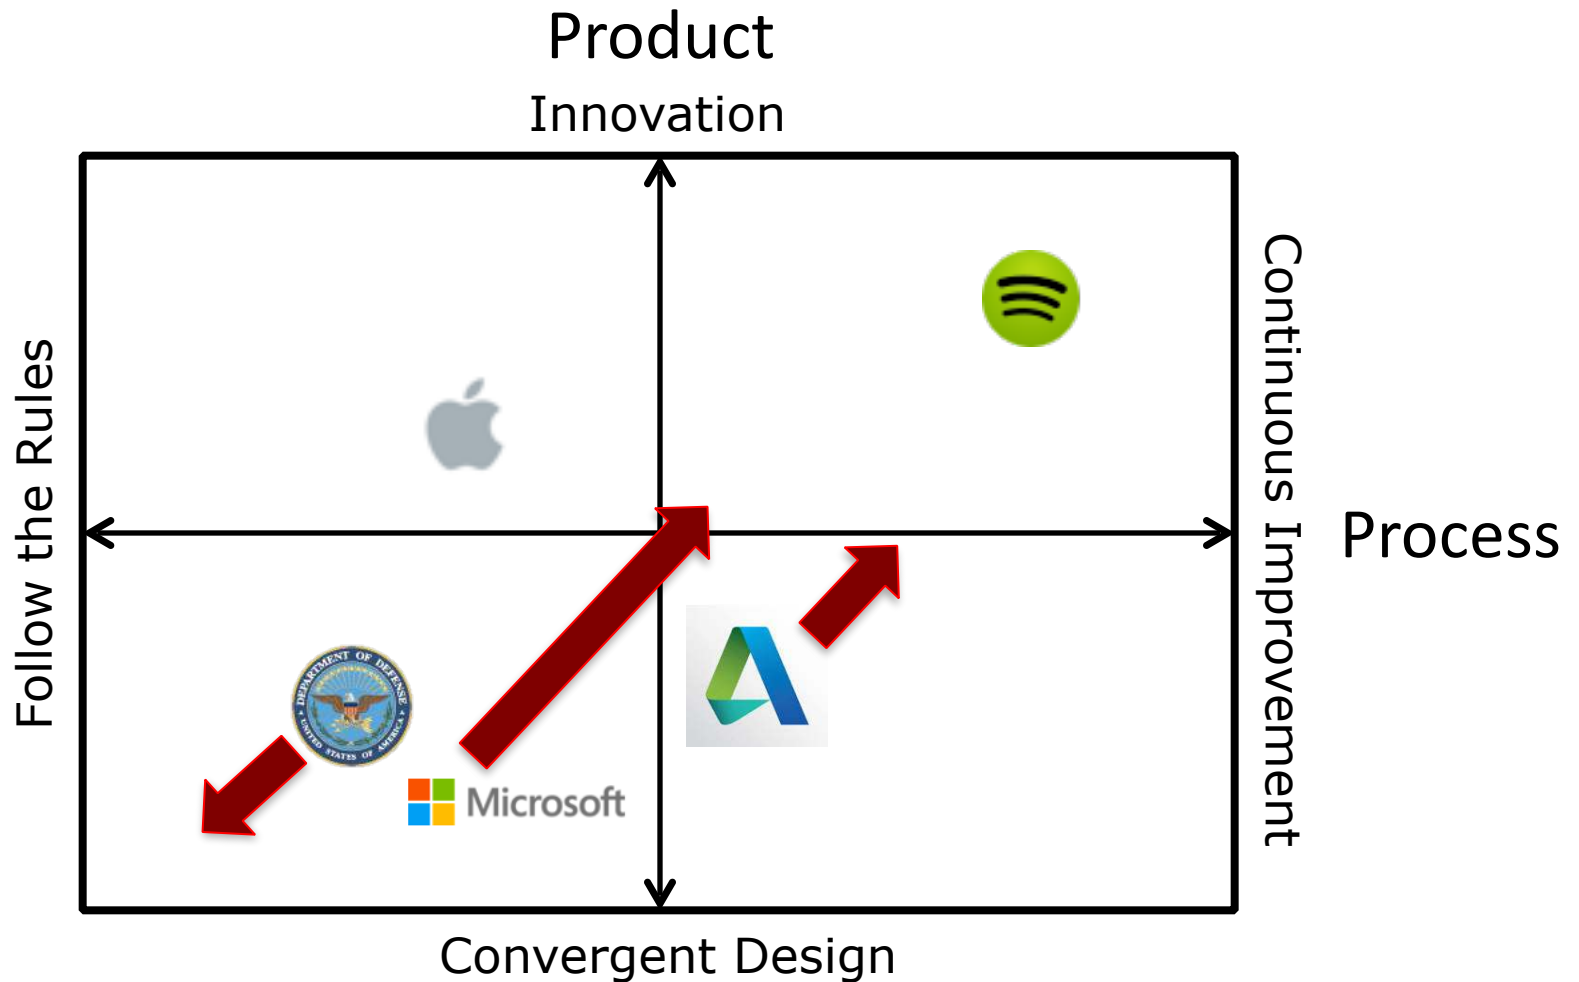 Product
Innovation
Follow the Rules
Continuous Improvement
Process
DEPARTMENT OF DEFENSE
UNITED STATES OF AMERICA
Microsoft
Convergent Design